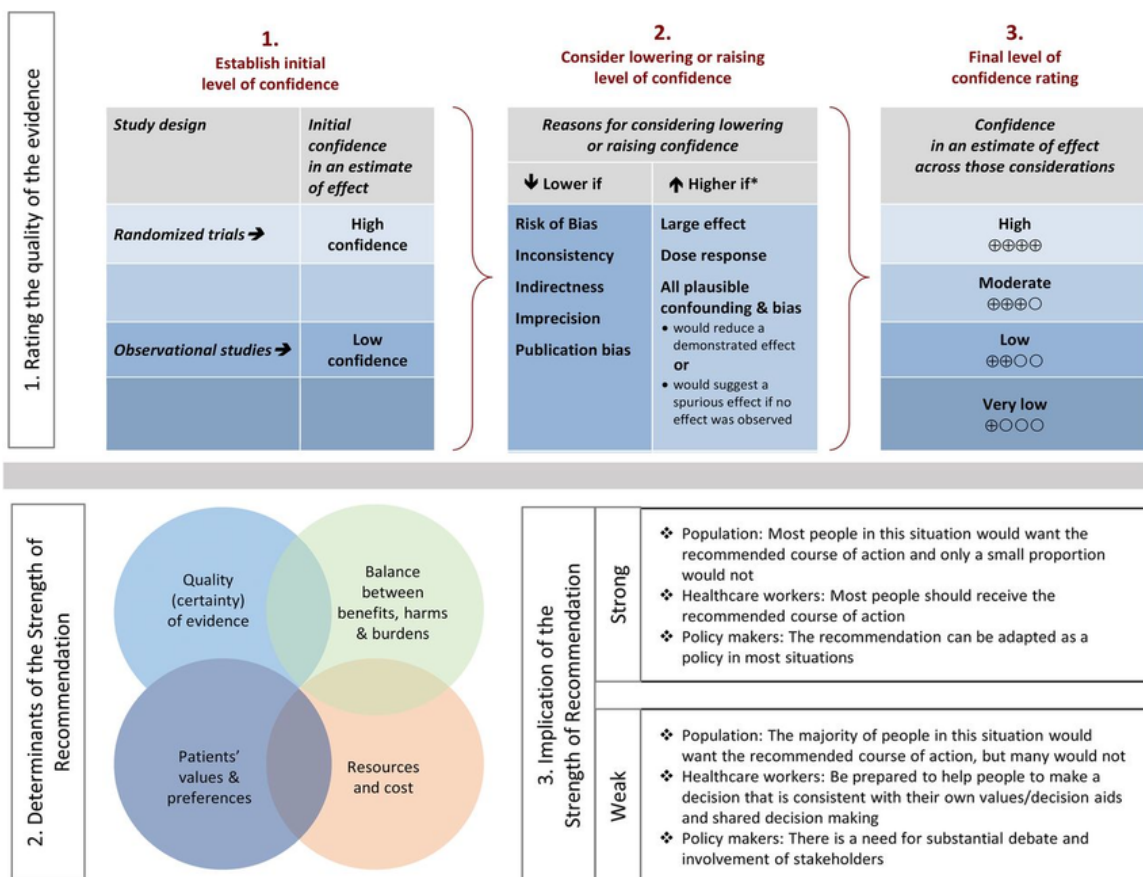 1. Rating the quality of the evidence
1.
Establish initial
level of confidence
Study design
Initial
confidence
in an estimate
of effect
Randomized trials ➔
High
confidence
Observational studies ➔
Low
confidence
2.
Consider lowering or raising
level of confidence
Reasons for considering lowering
or raising confidence
🡻 Lower if
🡹 Higher if*
Risk of Bias
Inconsistency
Indirectness
Imprecision
Publication bias
Large effect
Dose response
All plausible
confounding & bias
• would reduce a
demonstrated effect
or
• would suggest a
spurious effect if no
effect was observed
3.
Final level of
confidence rating
Confidence
in an estimate of effect
across those considerations
High
⊕⊕⊕⊕
Moderate
⊕⊕⊕○
Low
⊕⊕○○
Very low
⊕○○○
2. Determinants of the Strength of
Recommendation
Quality
(certainty)
of evidence
Balance
between
benefits, harms
& burdens
Patients’
values &
preferences
Resources
and cost
3. Implication of the
Strength of Recommendation
Strong
❖ Population: Most people in this situation would want the
recommended course of action and only a small proportion
would not
❖ Healthcare workers: Most people should receive the
recommended course of action
❖ Policy makers: The recommendation can be adapted as a
policy in most situations
Weak
❖ Population: The majority of people in this situation would
want the recommended course of action, but many would not
❖ Healthcare workers: Be prepared to help people to make a
decision that is consistent with their own values/decision aids
and shared decision making
❖ Policy makers: There is a need for substantial debate and
involvement of stakeholders